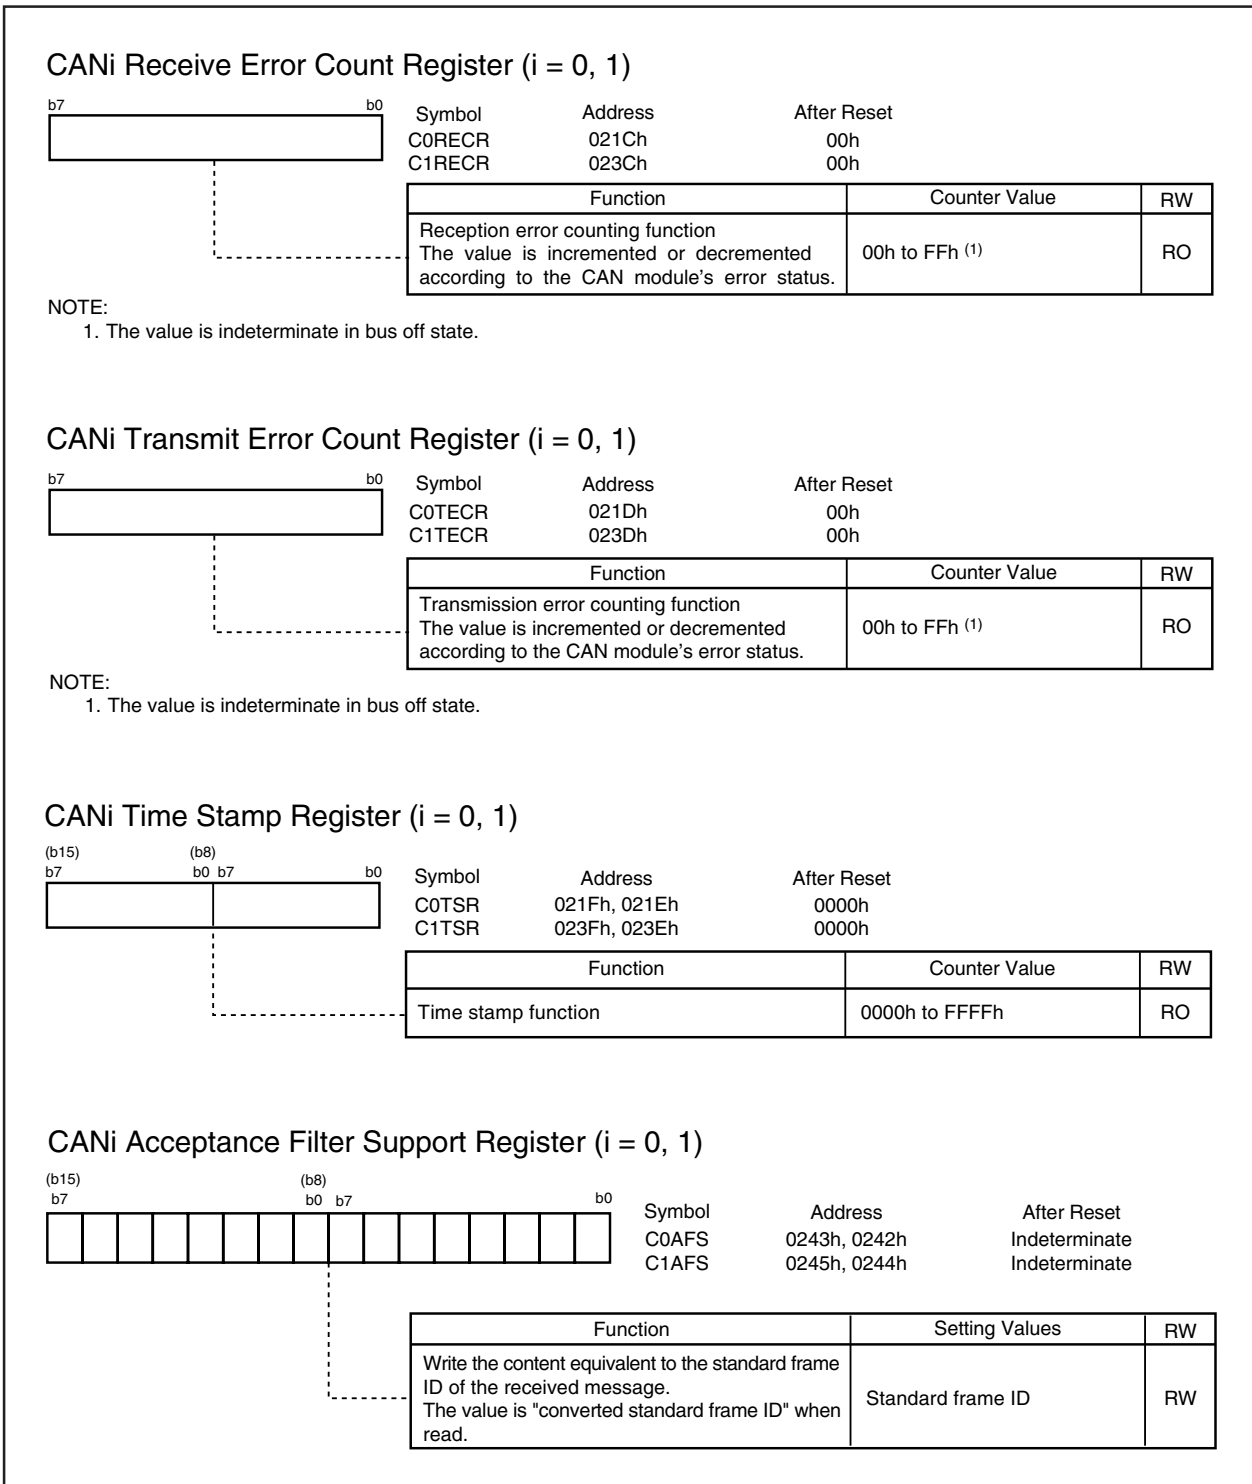 CANi Receive Error Count Register (i = 0, 1)
b7 b0
Symbol Address After Reset
C0RECR 021Ch 00h
C1RECR 023Ch 00h
Function Counter Value RW
Reception error counting function
The value is incremented or decremented
according to the CAN module's error status.
00h to FFh (1)
RO
NOTE:
1. The value is indeterminate in bus off state.
CANi Transmit Error Count Register (i = 0, 1)
b7 b0
Symbol Address After Reset
C0TECR 021Dh 00h
C1TECR 023Dh 00h
Function Counter Value RW
Transmission error counting function
The value is incremented or decremented
according to the CAN module's error status.
00h to FFh (1)
RO
NOTE:
1. The value is indeterminate in bus off state.
CANi Time Stamp Register (i = 0, 1)
(b15) (b8)
b7 b0 b7 b0
Symbol Address After Reset
C0TSR 021Fh, 021Eh 0000h
C1TSR 023Fh, 023Eh 0000h
Function Counter Value RW
Time stamp function 0000h to FFFFh RO
CANi Acceptance Filter Support Register (i = 0, 1)
(b15) (b8)
b7 b0 b7 b0
Symbol Address After Reset
C0AFS 0243h, 0242h Indeterminate
C1AFS 0245h, 0244h Indeterminate
Function Setting Values RW
Write the content equivalent to the standard frame
ID of the received message.
The value is "converted standard frame ID" when
read.
Standard frame ID
RW